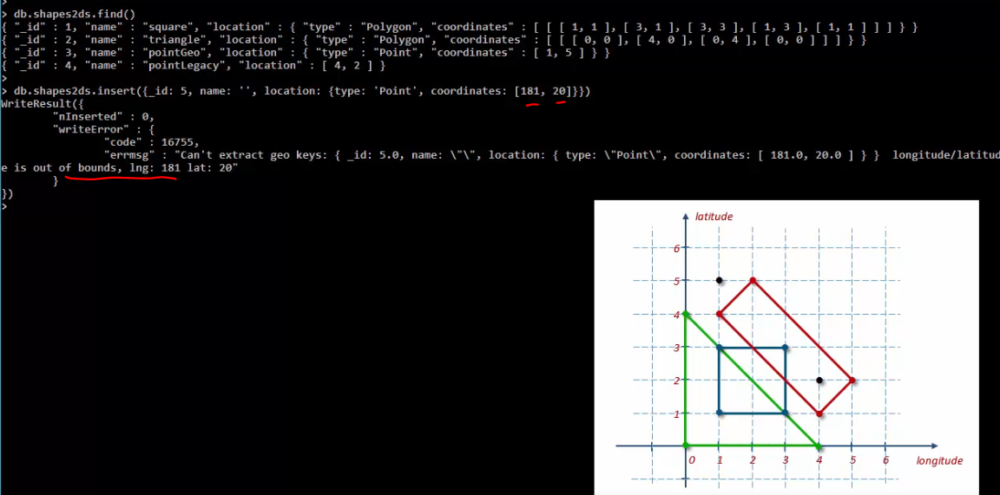 >
> db.shapes2ds.find()
{ "_id" : 1, "name" : "square", "location" : { "type" : "Polygon", "coordinates" : [ [ [ 1, 1 ], [ 3, 1 ], [ 3, 3 ], [ 1, 3 ], [ 1, 1 ] ] ] } }
{ "_id" : 2, "name" : "triangle", "location" : { "type" : "Polygon", "coordinates" : [ [ [ 0, 0 ], [ 4, 0 ], [ 0, 4 ], [ 0, 0 ] ] ] } }
{ "_id" : 3, "name" : "pointGeo", "location" : { "type" : "Point", "coordinates" : [ 1, 5 ] } }
{ "_id" : 4, "name" : "pointLegacy", "location" : [ 4, 2 ] }
>
> db.shapes2ds.insert({_id: 5, name: '', location: {type: 'Point', coordinates: [181, 20]}})
WriteResult({
"nInserted" : 0,
"writeError" : {
"code" : 16755,
"errmsg" : "Can't extract geo keys: { _id: 5.0, name: \"\", location: { type: \"Point\", coordinates: [ 181.0, 20.0 ] } }  longitude/latitud
e is out of bounds, lng: 181 lat: 20"
}
})
>
latitude
6
5
4
3
2
1
0 1 2 3 4 5 6 longitude